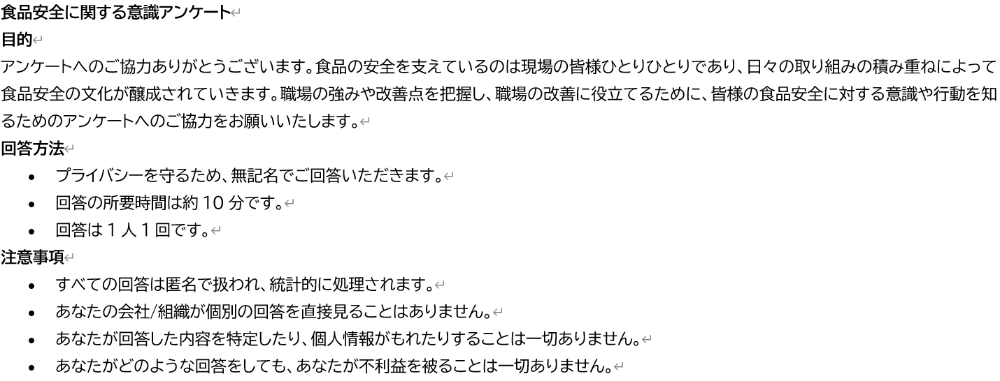 食品安全に関する意識アンケート↵
目的↵
アンケートへのご協力ありがとうございます。食品の安全を支えているのは現場の皆様ひとりひとりであり、日々の取り組みの積み重ねによって
食品安全の文化が醸成されていきます。職場の強みや改善点を把握し、職場の改善に役立てるために、皆様の食品安全に対する意識や行動を知
るためのアンケートへのご協力をお願いいたします。↵
回答方法↵
• プライバシーを守るため、無記名でご回答いただきます。↵
• 回答の所要時間は約 10 分です。↵
• 回答は 1 人 1 回です。↵
注意事項↵
• すべての回答は匿名で扱われ、統計的に処理されます。↵
• あなたの会社/組織が個別の回答を直接見ることはありません。↵
• あなたが回答した内容を特定したり、個人情報がもれたりすることは一切ありません。↵
• あなたがどのような回答をしても、あなたが不利益を被ることは一切ありません。↵